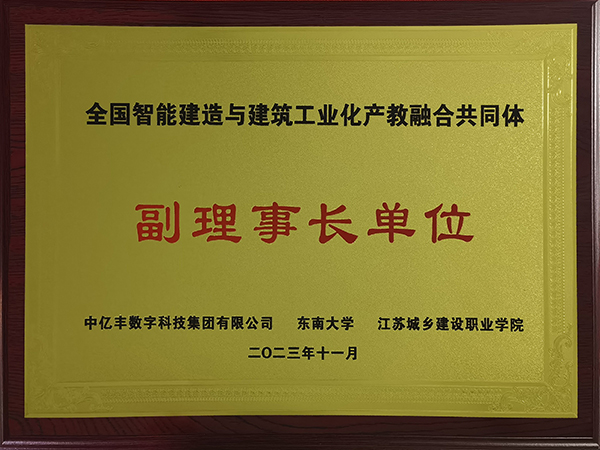 全国智能建造与建筑工业化产教融合共同体
副理事长单位
中亿丰数字科技集团有限公司 东南大学 江苏城乡建设职业学院
二〇二三年十一月